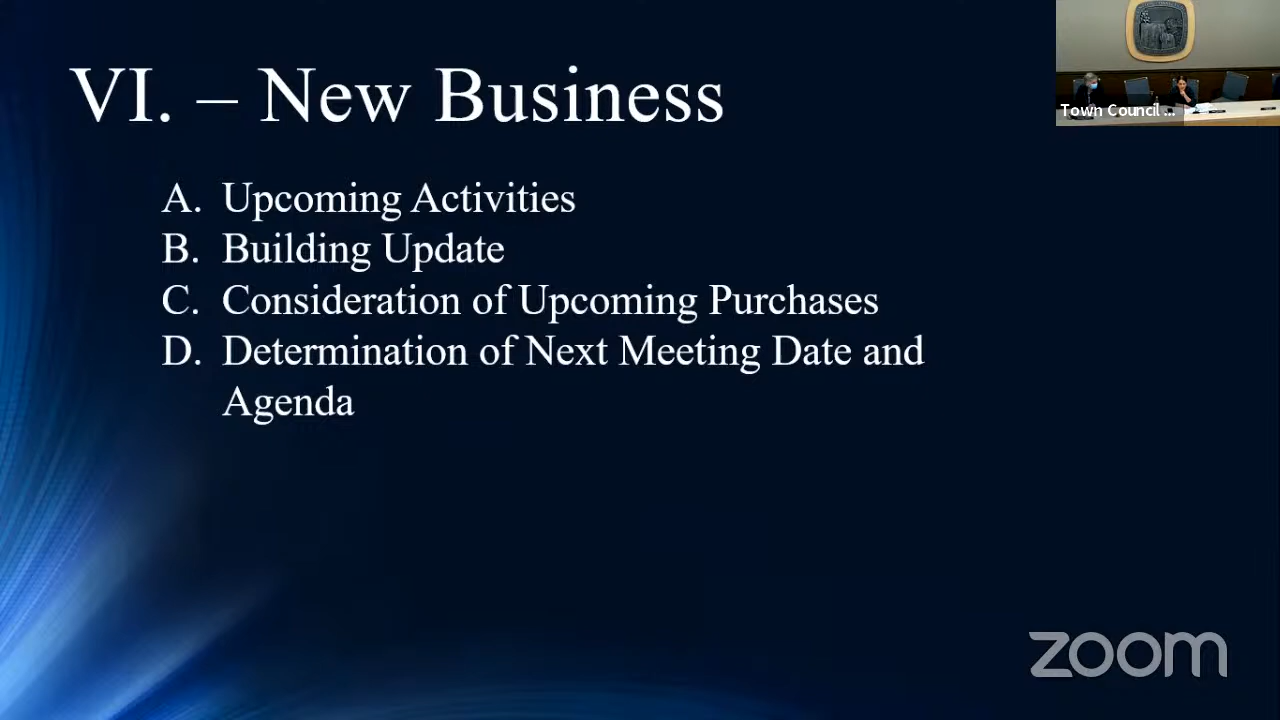 VI. – New Business
Town Council ...
A. Upcoming Activities
B. Building Update
C. Consideration of Upcoming Purchases
D. Determination of Next Meeting Date and
Agenda
zoom